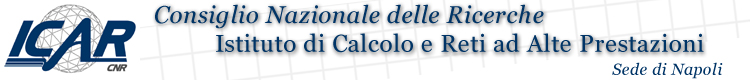 ICAR
CNR
Consiglio Nazionale delle Ricerche
Istituto di Calcolo e Reti ad Alte Prestazioni
Sede di Napoli